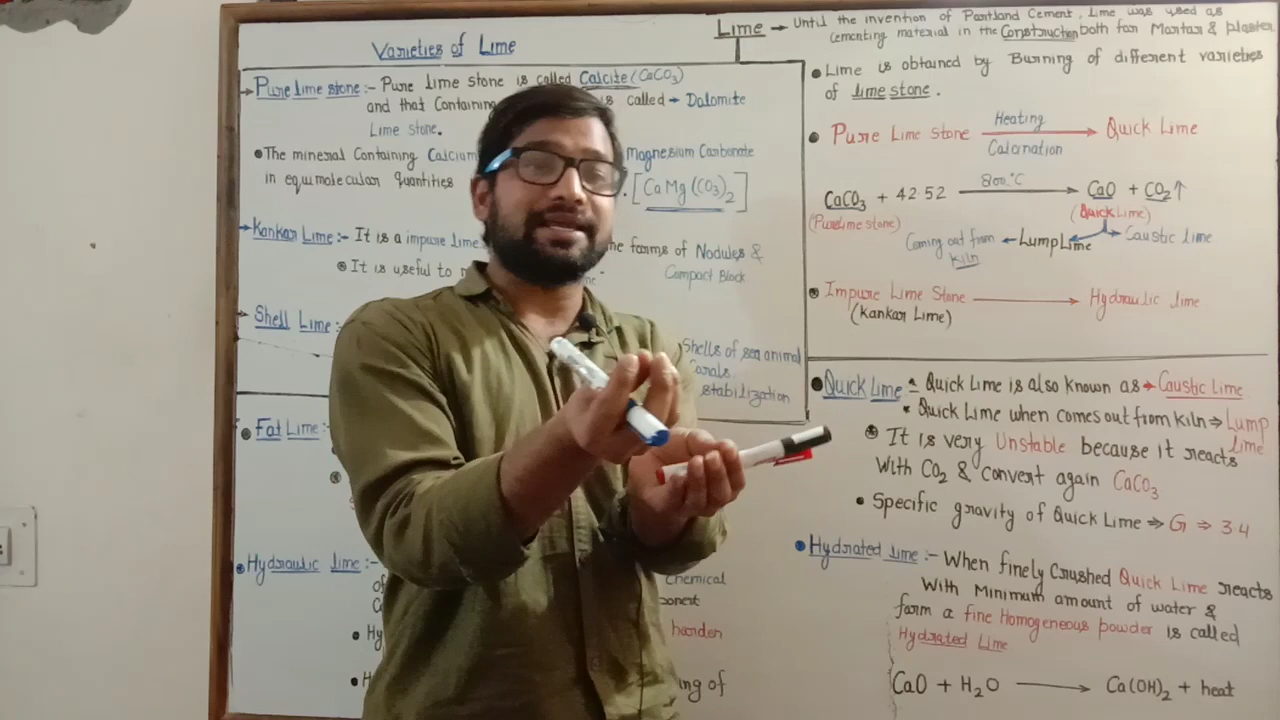 Lime → Until the invention of Portland Cement, Lime was used as
cementing material in the Construction both for Mortar & plaster
Varieties of Lime
Pure lime stone :- Pure lime stone is called Calcite (CaCO3)
and that Containing is called → Dalomite
Lime stone.
The mineral Containing Calcium Magnesium Carbonate
in equimolecular quantities . [CaMg(CO3)2]
Kankar Lime :- It is a impure lime he forms of Nodules &
It is useful to Compact Block
Shell Lime :- Shells of sea animal
Corals
stabilization
Fat Lime :-
Hydraulic lime :- Chemical
of ponent
Hy harden
H ng of
• Lime is obtained by Burning of different varieties
of lime stone.
• Pure Lime Stone Heating → Quick Lime
Calcination
CaCO3 + 42.52 800°C → CaO + CO2↑
(Pure lime stone) (Quick Lime)
Coming out from ← Lump Lime → Caustic lime
Kiln
• Impure Lime Stone → Hydraulic lime
(Kankar Lime)
• Quick Lime :- Quick Lime is also known as → Caustic Lime
* Quick Lime when comes out from Kiln ⇒ Lump
lime
It is very Unstable because it reacts
with CO2 & convert again CaCO3
• Specific gravity of Quick Lime ⇒ G ⇒ 3.4
• Hydrated lime :- When finely Crushed Quick Lime reacts
With Minimum amount of water &
form a fine Homogeneous powder is called
Hydrated Lime
CaO + H2O → Ca(OH)2 + heat